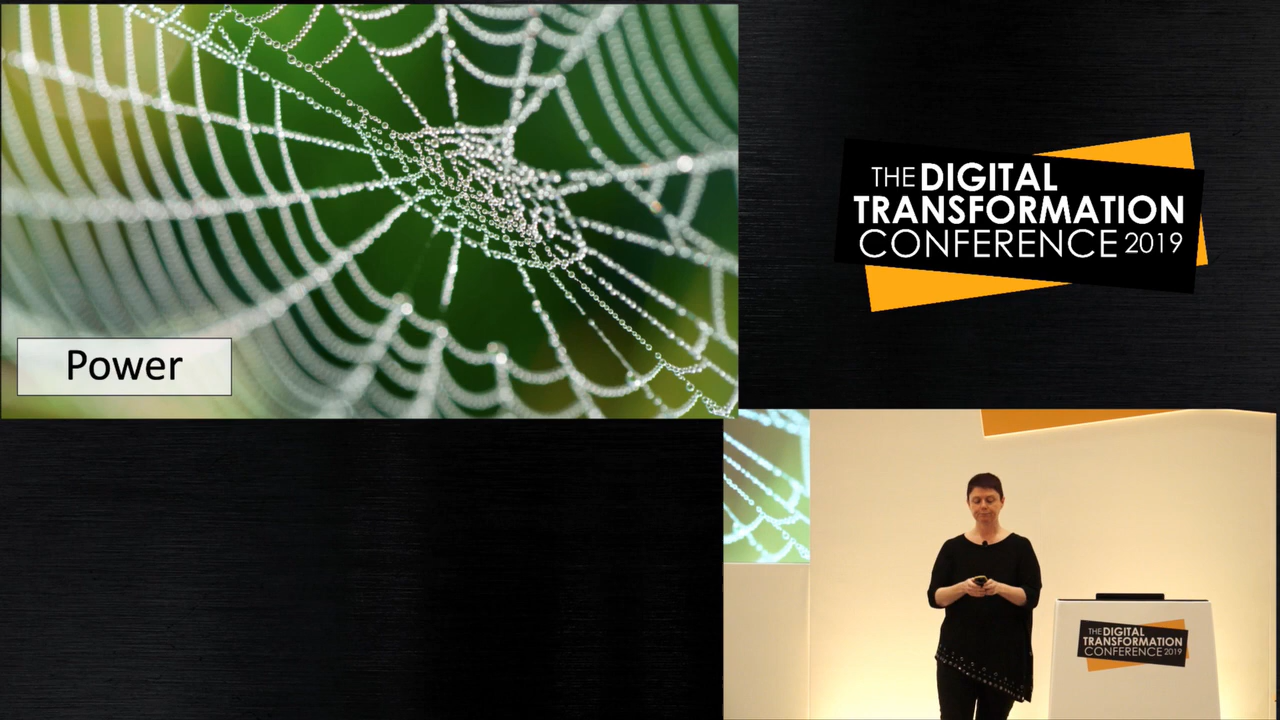 Power
THE DIGITAL
TRANSFORMATION
CONFERENCE 2019
THE DIGITAL
TRANSFORMATION
CONFERENCE 2019